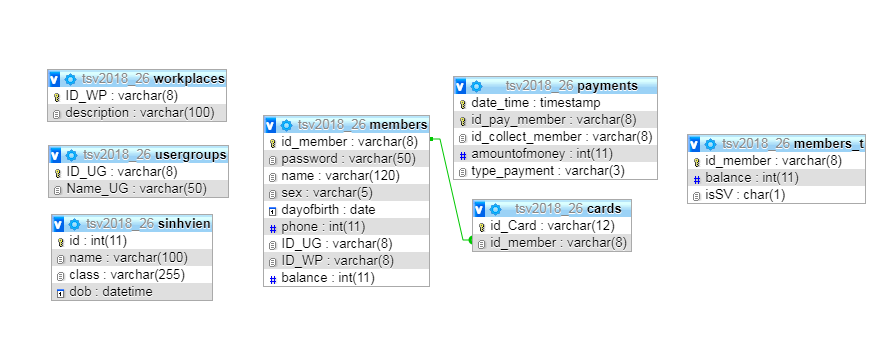 tsv2018_26 workplaces
ID_WP : varchar(8)
description : varchar(100)
tsv2018_26 usergroups
ID_UG : varchar(8)
Name_UG : varchar(50)
tsv2018_26 sinhvien
id : int(11)
name : varchar(100)
class : varchar(255)
dob : datetime
tsv2018_26 members
id_member : varchar(8)
password : varchar(50)
name : varchar(120)
sex : varchar(5)
dayofbirth : date
phone : int(11)
ID_UG : varchar(8)
ID_WP : varchar(8)
balance : int(11)
tsv2018_26 payments
date_time : timestamp
id_pay_member : varchar(8)
id_collect_member : varchar(8)
amountofmoney : int(11)
type_payment : varchar(3)
tsv2018_26 cards
id_Card : varchar(12)
id_member : varchar(8)
tsv2018_26 members_t
id_member : varchar(8)
balance : int(11)
isSV : char(1)